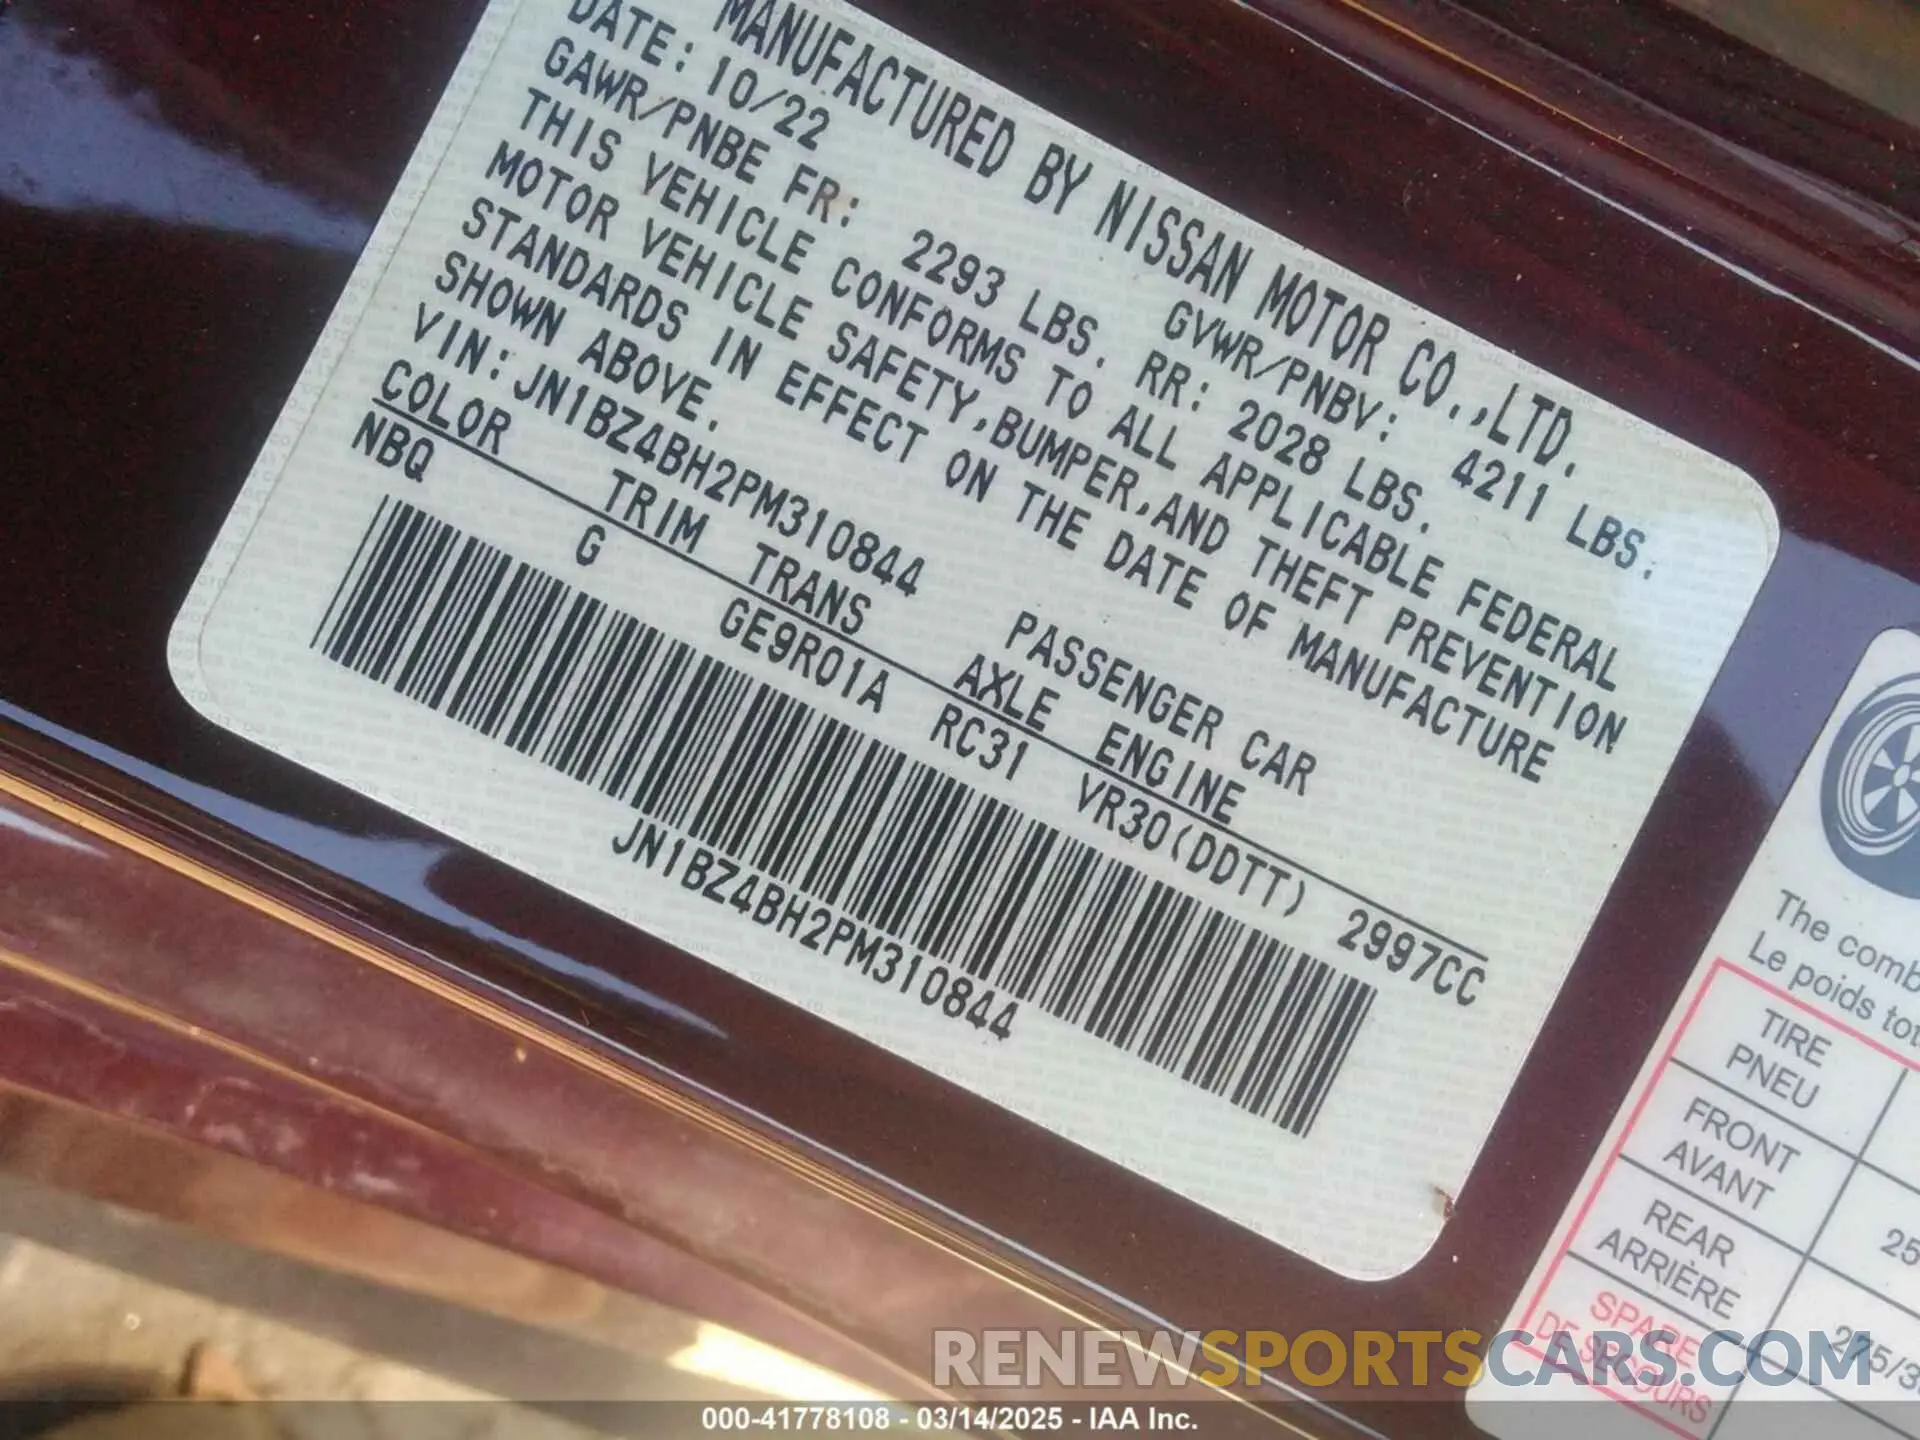 MANUFACTURED BY NISSAN MOTOR CO.,LTD.
DATE: 10/22 GVWR/PNBV: 4211 LBS.
GAWR/PNBE FR: 2293 LBS. RR: 2028 LBS.
THIS VEHICLE CONFORMS TO ALL APPLICABLE FEDERAL
MOTOR VEHICLE SAFETY,BUMPER,AND THEFT PREVENTION
STANDARDS IN EFFECT ON THE DATE OF MANUFACTURE
SHOWN ABOVE.
VIN:JN1BZ4BH2PM310844 PASSENGER CAR
COLOR TRIM TRANS AXLE ENGINE
NBQ G GE9R01A RC31 VR30(DDTT) 2997CC
JN1BZ4BH2PM310844
The comb
Le poids tot
TIRE
PNEU
FRONT
AVANT 25
REAR
ARRIÈRE 275/3
SPARE
DE SECOURS
RENEWSPORTSCARS.COM
000-41778108 - 03/14/2025 - IAA Inc.